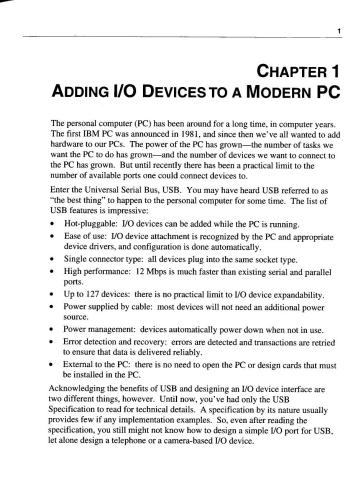 1
CHAPTER 1
ADDING I/O DEVICES TO A MODERN PC
The personal computer (PC) has been around for a long time, in computer years.
The first IBM PC was announced in 1981, and since then we've all wanted to add
hardware to our PCs. The power of the PC has grown—the number of tasks we
want the PC to do has grown—and the number of devices we want to connect to
the PC has grown. But until recently there has been a practical limit to the
number of available ports one could connect devices to.
Enter the Universal Serial Bus, USB. You may have heard USB referred to as
"the best thing" to happen to the personal computer for some time. The list of
USB features is impressive:
• Hot-pluggable: I/O devices can be added while the PC is running.
• Ease of use: I/O device attachment is recognized by the PC and appropriate
device drivers, and configuration is done automatically.
• Single connector type: all devices plug into the same socket type.
• High performance: 12 Mbps is much faster than existing serial and parallel
ports.
• Up to 127 devices: there is no practical limit to I/O device expandability.
• Power supplied by cable: most devices will not need an additional power
source.
• Power management: devices automatically power down when not in use.
• Error detection and recovery: errors are detected and transactions are retried
to ensure that data is delivered reliably.
• External to the PC: there is no need to open the PC or design cards that must
be installed in the PC.
Acknowledging the benefits of USB and designing an I/O device interface are
two different things, however. Until now, you've had only the USB
Specification to read for technical details. A specification by its nature usually
provides few if any implementation examples. So, even after reading the
specification, you still might not know how to design a simple I/O port for USB,
let alone design a telephone or a camera-based I/O device.